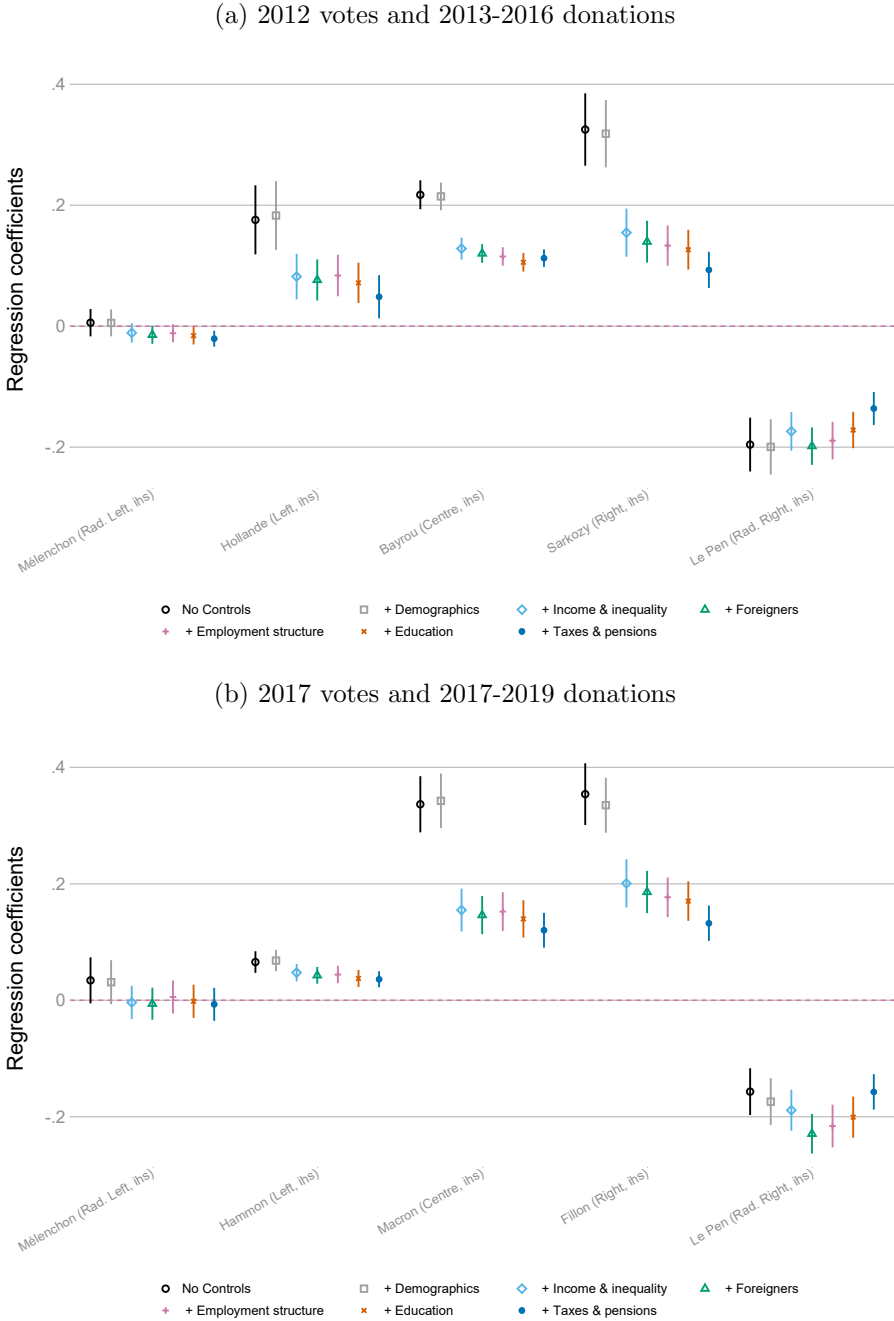 (a) 2012 votes and 2013-2016 donations
Regression coefficients
.4
.2
0
-.2
Mélenchon (Rad. Left, ihs)
Hollande (Left, ihs)
Bayrou (Centre, ihs)
Sarkozy (Right, ihs)
Le Pen (Rad. Right, ihs)
No Controls
+ Demographics
+ Income & inequality
+ Foreigners
+ Employment structure
+ Education
+ Taxes & pensions
(b) 2017 votes and 2017-2019 donations
Regression coefficients
.4
.2
0
-.2
Mélenchon (Rad. Left, ihs)
Hammon (Left, ihs)
Macron (Centre, ihs)
Fillon (Right, ihs)
Le Pen (Rad. Right, ihs)
No Controls
+ Demographics
+ Income & inequality
+ Foreigners
+ Employment structure
+ Education
+ Taxes & pensions